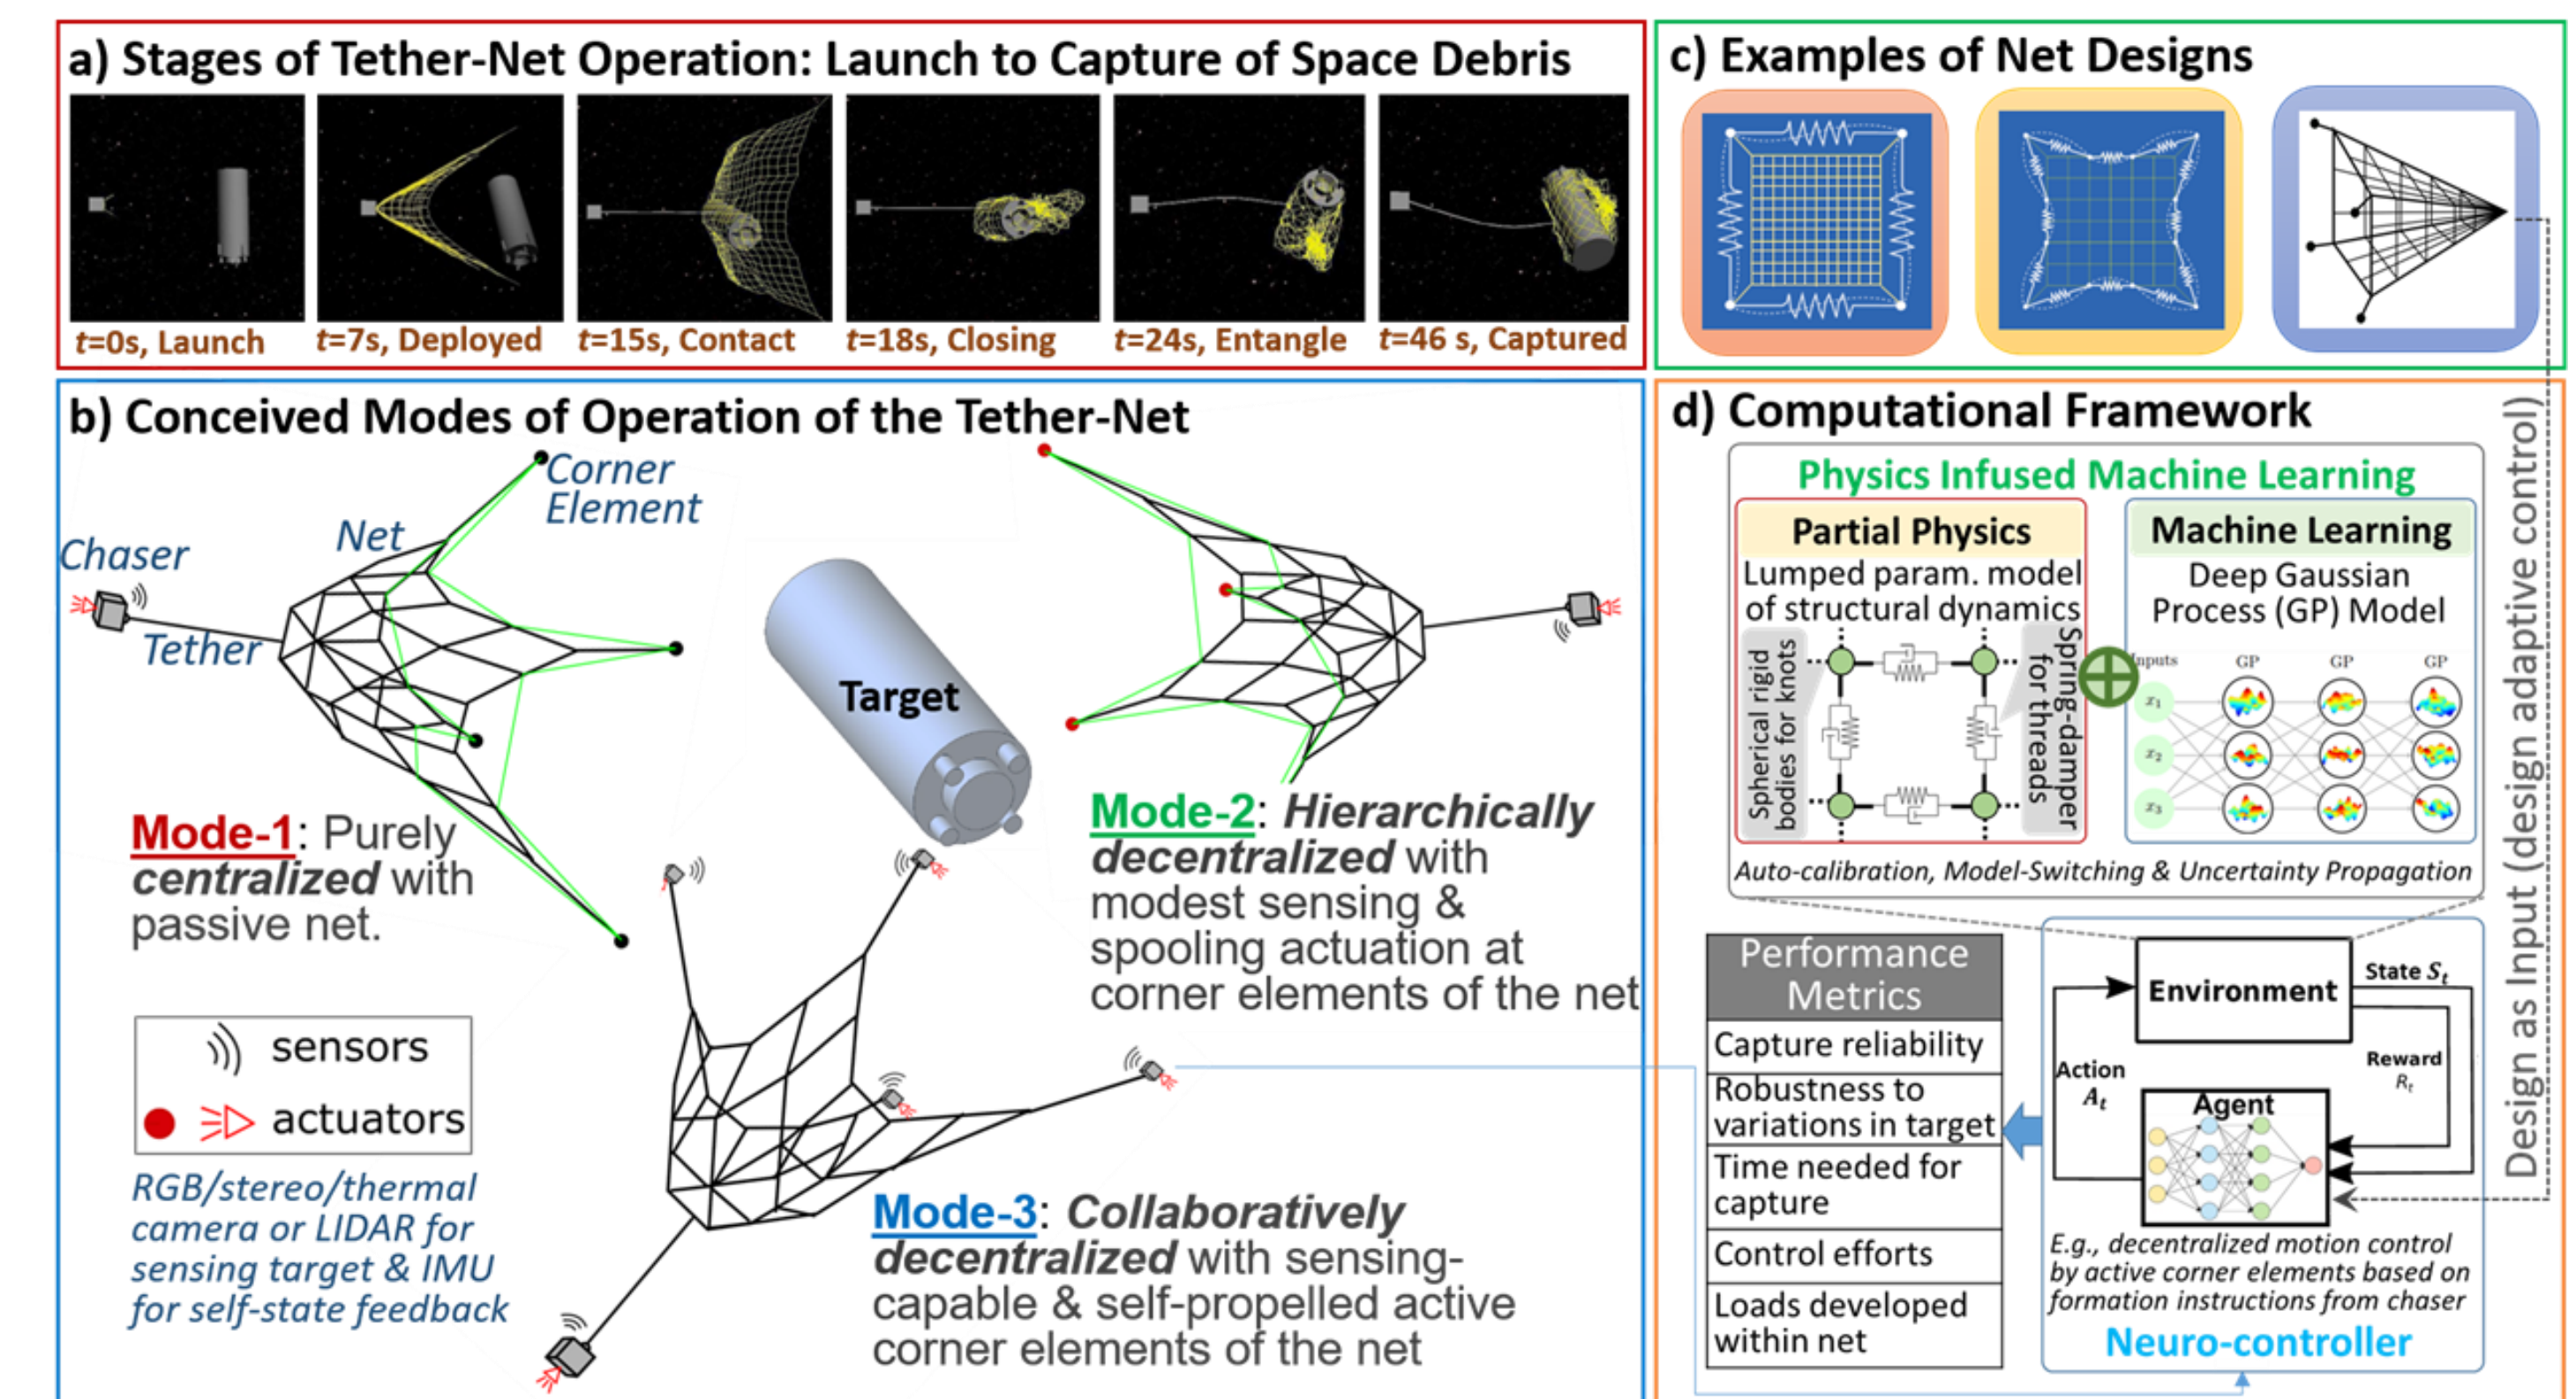 a) Stages of Tether-Net Operation: Launch to Capture of Space Debris
t=0s, Launch
t=7s, Deployed
t=15s, Contact
t=18s, Closing
t=24s, Entangle
t=46 s, Captured
b) Conceived Modes of Operation of the Tether-Net
Corner
Element
Net
Chaser
Tether
Target
Mode-1: Purely
centralized with
passive net.
Mode-2: Hierarchically
decentralized with
modest sensing &
spooling actuation at
corner elements of the net
sensors
actuators
RGB/stereo/thermal
camera or LIDAR for
sensing target & IMU
for self-state feedback
Mode-3: Collaboratively
decentralized with sensing-
capable & self-propelled active
corner elements of the net
c) Examples of Net Designs
d) Computational Framework
Physics Infused Machine Learning
Partial Physics
Lumped param. model
of structural dynamics
Spherical rigid
bodies for knots
Spring-damper
for threads
Machine Learning
Deep Gaussian
Process (GP) Model
Inputs
GP
GP
GP
x1
x2
x3
Auto-calibration, Model-Switching & Uncertainty Propagation
Design as Input (design adaptive control)
Performance
Metrics
Capture reliability
Robustness to
variations in target
Time needed for
capture
Control efforts
Loads developed
within net
Environment
State St
Reward
Rt
Action
At
Agent
E.g., decentralized motion control
by active corner elements based on
formation instructions from chaser
Neuro-controller